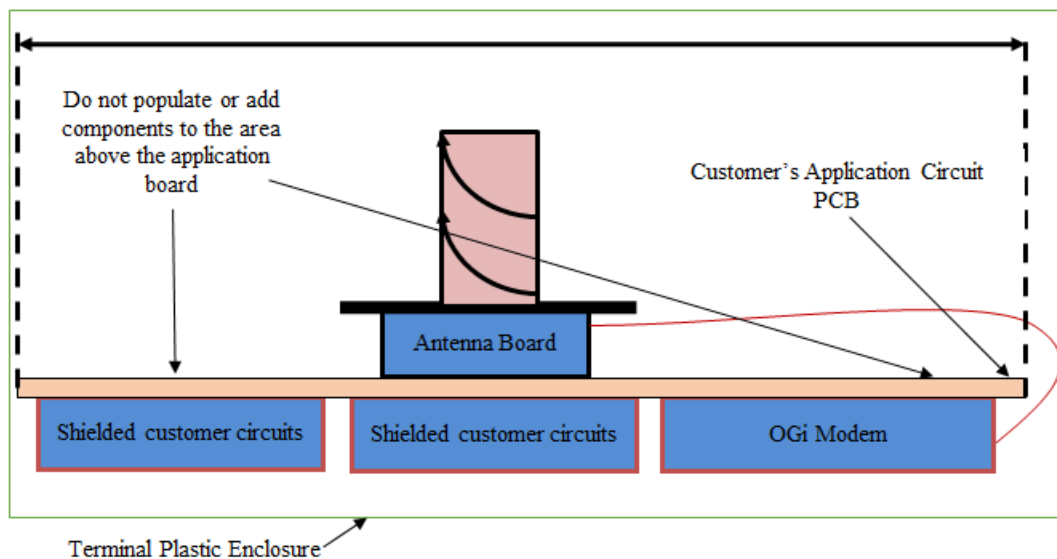 Do not populate or add
components to the area
above the application
board
Customer's Application Circuit
PCB
Antenna Board
Shielded customer circuits
Shielded customer circuits
OGi Modem
Terminal Plastic Enclosure